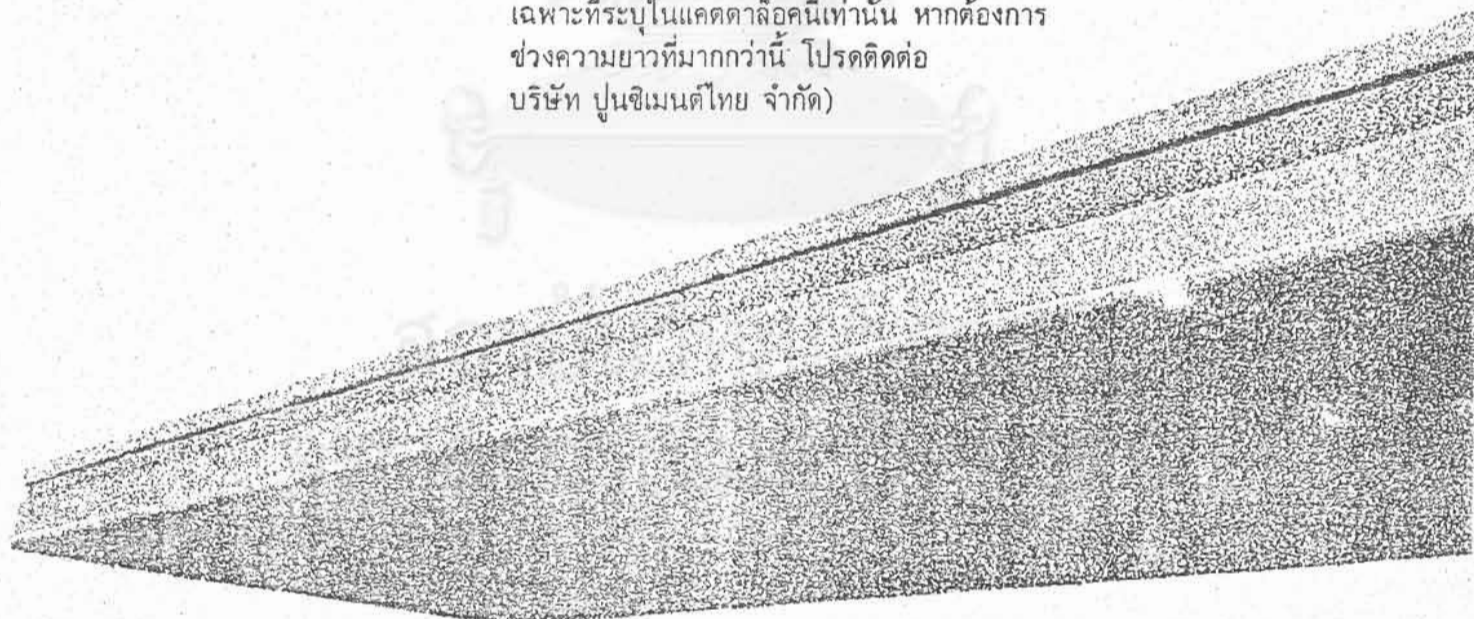 เฉพาะที่ระบุในแคตตาล็อคนี้เท่านั้น หากต้องการ
ช่วงความยาวที่มากกว่านี้ โปรดติดต่อ
บริษัท ปูนซิเมนต์ไทย จำกัด)